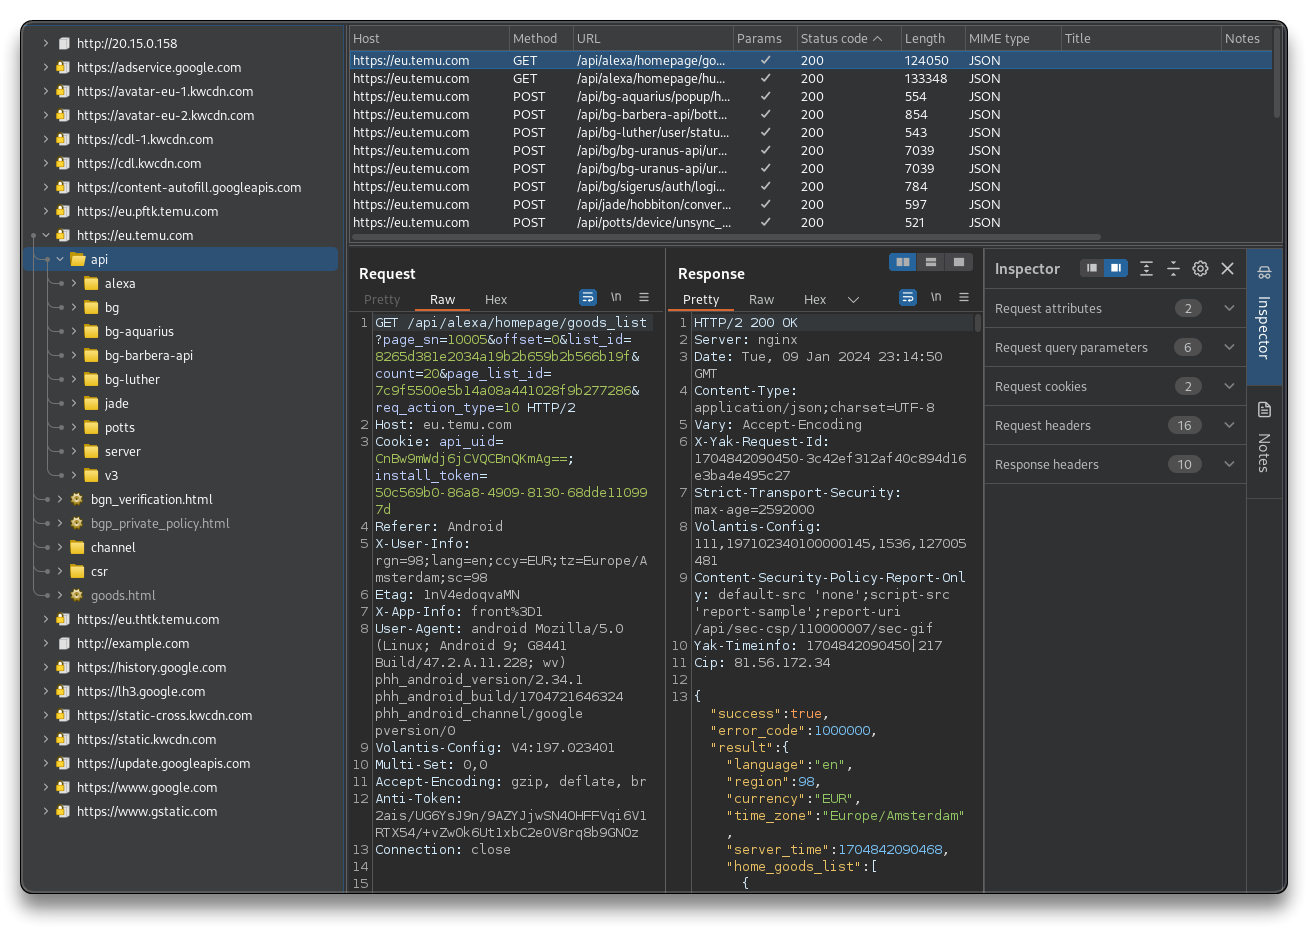 http://20.15.0.158
https://adservice.google.com
https://avatar-eu-1.kwcdn.com
https://avatar-eu-2.kwcdn.com
https://cdl-1.kwcdn.com
https://cdl.kwcdn.com
https://content-autofill.googleapis.com
https://eu.pftk.temu.com
https://eu.temu.com
api
alexa
bg
bg-aquarius
bg-barbera-api
bg-luther
jade
potts
server
v3
bgn_verification.html
bgp_private_policy.html
channel
csr
goods.html
https://eu.thtk.temu.com
http://example.com
https://history.google.com
https://lh3.google.com
https://static-cross.kwcdn.com
https://static.kwcdn.com
https://update.googleapis.com
https://www.google.com
https://www.gstatic.com
Host Method URL Params Status code Length MIME type Title Notes
https://eu.temu.com GET /api/alexa/homepage/go... ✓ 200 124050 JSON
https://eu.temu.com GET /api/alexa/homepage/hu... ✓ 200 133348 JSON
https://eu.temu.com POST /api/bg-aquarius/popup/h... ✓ 200 554 JSON
https://eu.temu.com POST /api/bg-barbera-api/bott... ✓ 200 854 JSON
https://eu.temu.com POST /api/bg-luther/user/statu... ✓ 200 543 JSON
https://eu.temu.com POST /api/bg/bg-uranus-api/ur... ✓ 200 7039 JSON
https://eu.temu.com POST /api/bg/bg-uranus-api/ur... ✓ 200 7039 JSON
https://eu.temu.com POST /api/bg/sigerus/auth/logi... ✓ 200 784 JSON
https://eu.temu.com POST /api/jade/hobbiton/conver... ✓ 200 597 JSON
https://eu.temu.com POST /api/potts/device/unsync_... ✓ 200 521 JSON
Request
Pretty Raw Hex \n
1 GET /api/alexa/homepage/goods_list
?page_sn=10005&offset=0&list_id=
8265d381e2034a19b2b659b2b566b19f&
count=20&page_list_id=
7c9f5500e5b14a08a441028f9b277286&
req_action_type=10 HTTP/2
2 Host: eu.temu.com
3 Cookie: api_uid=
CnBw9mWdj6jCVQCBnQKmAg==;
install_token=
50c569b0-86a8-4909-8130-68dde11099
7d
4 Referer: Android
5 X-User-Info:
rgn=98;lang=en;ccy=EUR;tz=Europe/A
msterdam;sc=98
6 Etag: 1nV4edoqvaMN
7 X-App-Info: front%3D1
8 User-Agent: android Mozilla/5.0
(Linux; Android 9; G8441
Build/47.2.A.11.228; wv)
phh_android_version/2.34.1
phh_android_build/1704721646324
phh_android_channel/google
pversion/0
9 Volantis-Config: V4:197.023401
10 Multi-Set: 0,0
11 Accept-Encoding: gzip, deflate, br
12 Anti-Token:
2ais/UG6YsJ9n/9AZYJjwSN4OHFFVqi6V1
RTX54/+vZwOk6Ut1xbC2e0V8rq8b9GNOz
13 Connection: close
14
15
Response
Pretty Raw Hex \n
1 HTTP/2 200 OK
2 Server: nginx
3 Date: Tue, 09 Jan 2024 23:14:50
GMT
4 Content-Type:
application/json;charset=UTF-8
5 Vary: Accept-Encoding
6 X-Yak-Request-Id:
1704842090450-3c42ef312af40c894d16
e3ba4e495c27
7 Strict-Transport-Security:
max-age=2592000
8 Volantis-Config:
111,197102340100000145,1536,127005
481
9 Content-Security-Policy-Report-Onl
y: default-src 'none';script-src
'report-sample';report-uri
/api/sec-csp/110000007/sec-gif
10 Yak-Timeinfo: 1704842090450|217
11 Cip: 81.56.172.34
12
13 {
"success":true,
"error_code":1000000,
"result":{
"language":"en",
"region":98,
"currency":"EUR",
"time_zone":"Europe/Amsterdam"
,
"server_time":1704842090468,
"home_goods_list":[
{
Inspector
Request attributes 2
Request query parameters 6
Request cookies 2
Request headers 16
Response headers 10
Inspector
Notes